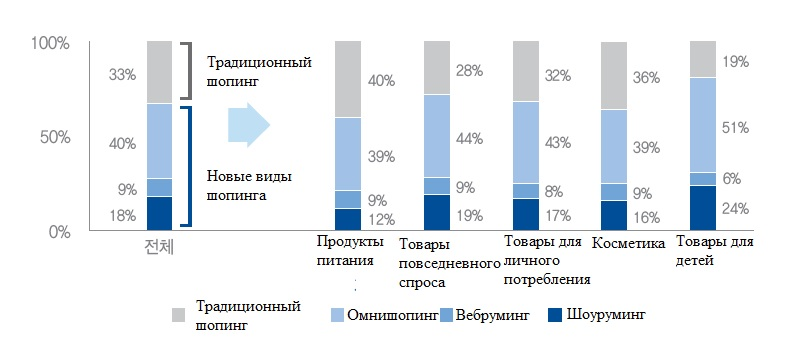 100%
50%
0%
33%
40%
9%
18%
전체
Традиционный
шопинг
Новые виды
шопинга
40%
39%
9%
12%
Продукты
питания
28%
44%
9%
19%
Товары
повседневного
спроса
32%
43%
8%
17%
Товары для
личного
потребления
36%
39%
9%
16%
Косметика
19%
51%
6%
24%
Товары для
детей
Традиционный
шопинг
Омнишопинг
Вебруминг
Шоуруминг